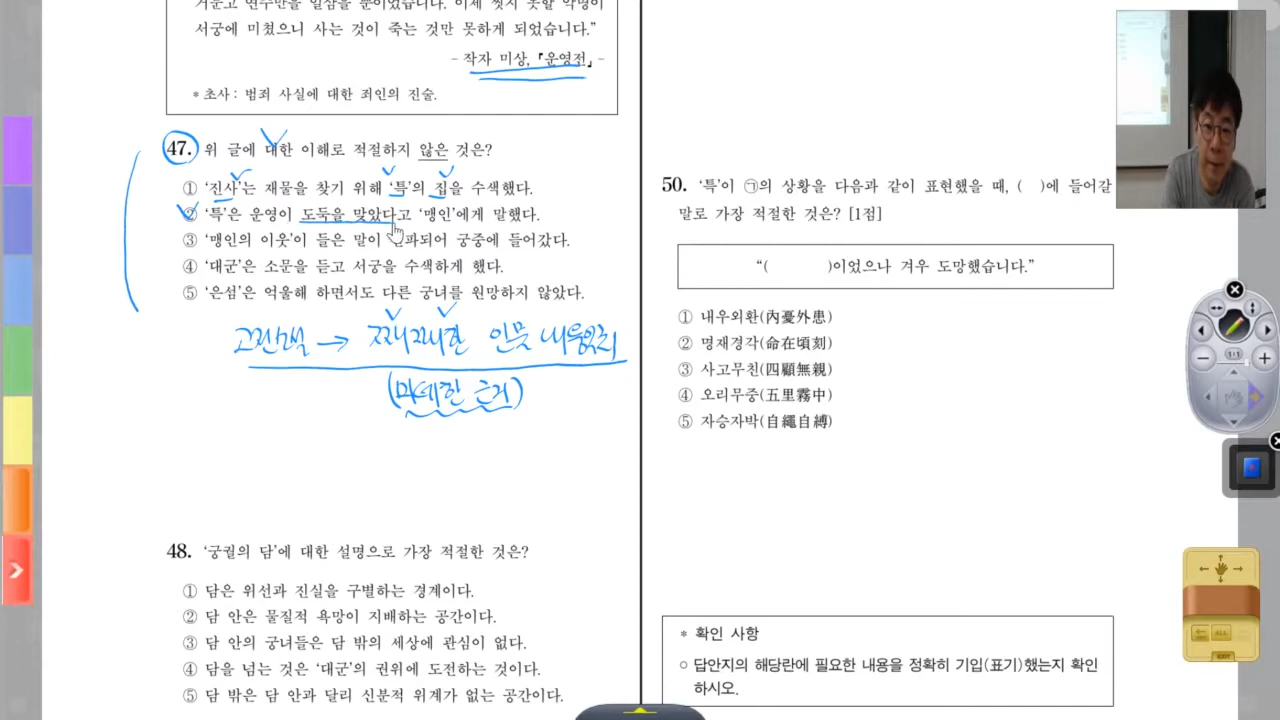 거문고 연주만을 일삼을 뿐이었습니다. 이제 씻지 못할 악명이
서궁에 미쳤으니 사는 것이 죽는 것만 못하게 되었습니다.”
- 작자 미상, 『운영전』 -
* 초사 : 범죄 사실에 대한 죄인의 진술.
47. 위 글에 대한 이해로 적절하지 않은 것은?
① ‘진사’는 재물을 찾기 위해 ‘특’의 집을 수색했다.
② ‘특’은 운영이 도둑을 맞았다고 ‘맹인’에게 말했다.
③ ‘맹인의 이웃’이 들은 말이 전파되어 궁중에 들어갔다.
④ ‘대군’은 소문을 듣고 서궁을 수색하게 했다.
⑤ ‘은섬’은 억울해 하면서도 다른 궁녀를 원망하지 않았다.
고전산문 → 쩨쩨한 인물 내용일치
(미세한 근거)
48. ‘궁궐의 담’에 대한 설명으로 가장 적절한 것은?
① 담은 위선과 진실을 구별하는 경계이다.
② 담 안은 물질적 욕망이 지배하는 공간이다.
③ 담 안의 궁녀들은 담 밖의 세상에 관심이 없다.
④ 담을 넘는 것은 ‘대군’의 권위에 도전하는 것이다.
⑤ 담 밖은 담 안과 달리 신분적 위계가 없는 공간이다.
50. ‘특’이 ㉠의 상황을 다음과 같이 표현했을 때, ( )에 들어갈
말로 가장 적절한 것은? [1점]
“( )이었으나 겨우 도망했습니다.”
① 내우외환(內憂外患)
② 명재경각(命在頃刻)
③ 사고무친(四顧無親)
④ 오리무중(五里霧中)
⑤ 자승자박(自繩自縛)
* 확인 사항
○ 답안지의 해당란에 필요한 내용을 정확히 기입(표기)했는지 확인
하시오.